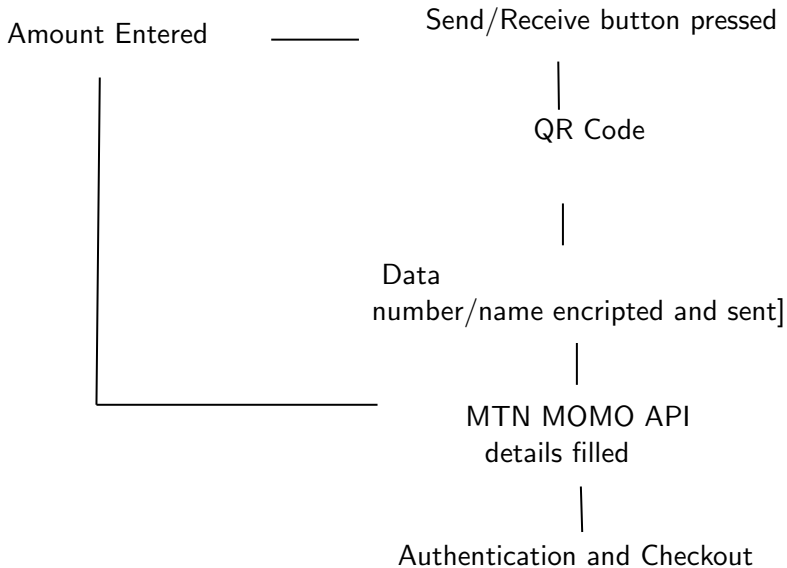 Amount Entered
Send/Receive button pressed
QR Code
Data
number/name encripted and sent]
MTN MOMO API
details filled
Authentication and Checkout